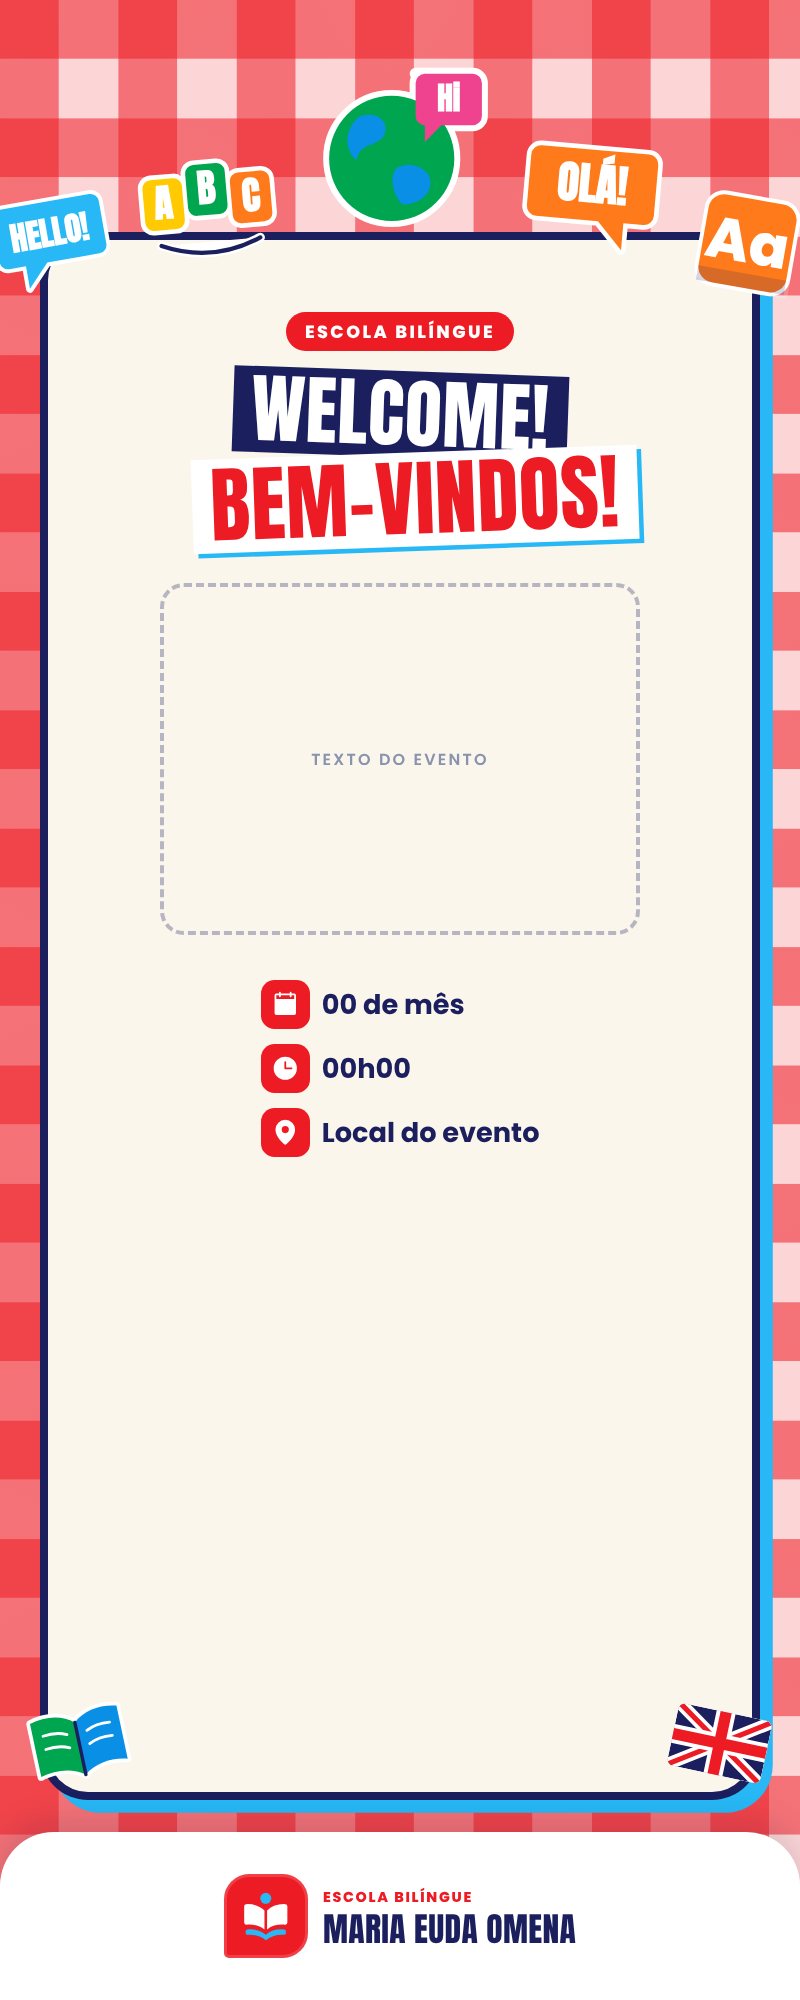 Hi
HELLO!
A B C
OLÁ!
Aa
ESCOLA BILÍNGUE
WELCOME!
BEM-VINDOS!
TEXTO DO EVENTO
00 de mês
00h00
Local do evento
ESCOLA BILÍNGUE
MARIA EUDA OMENA